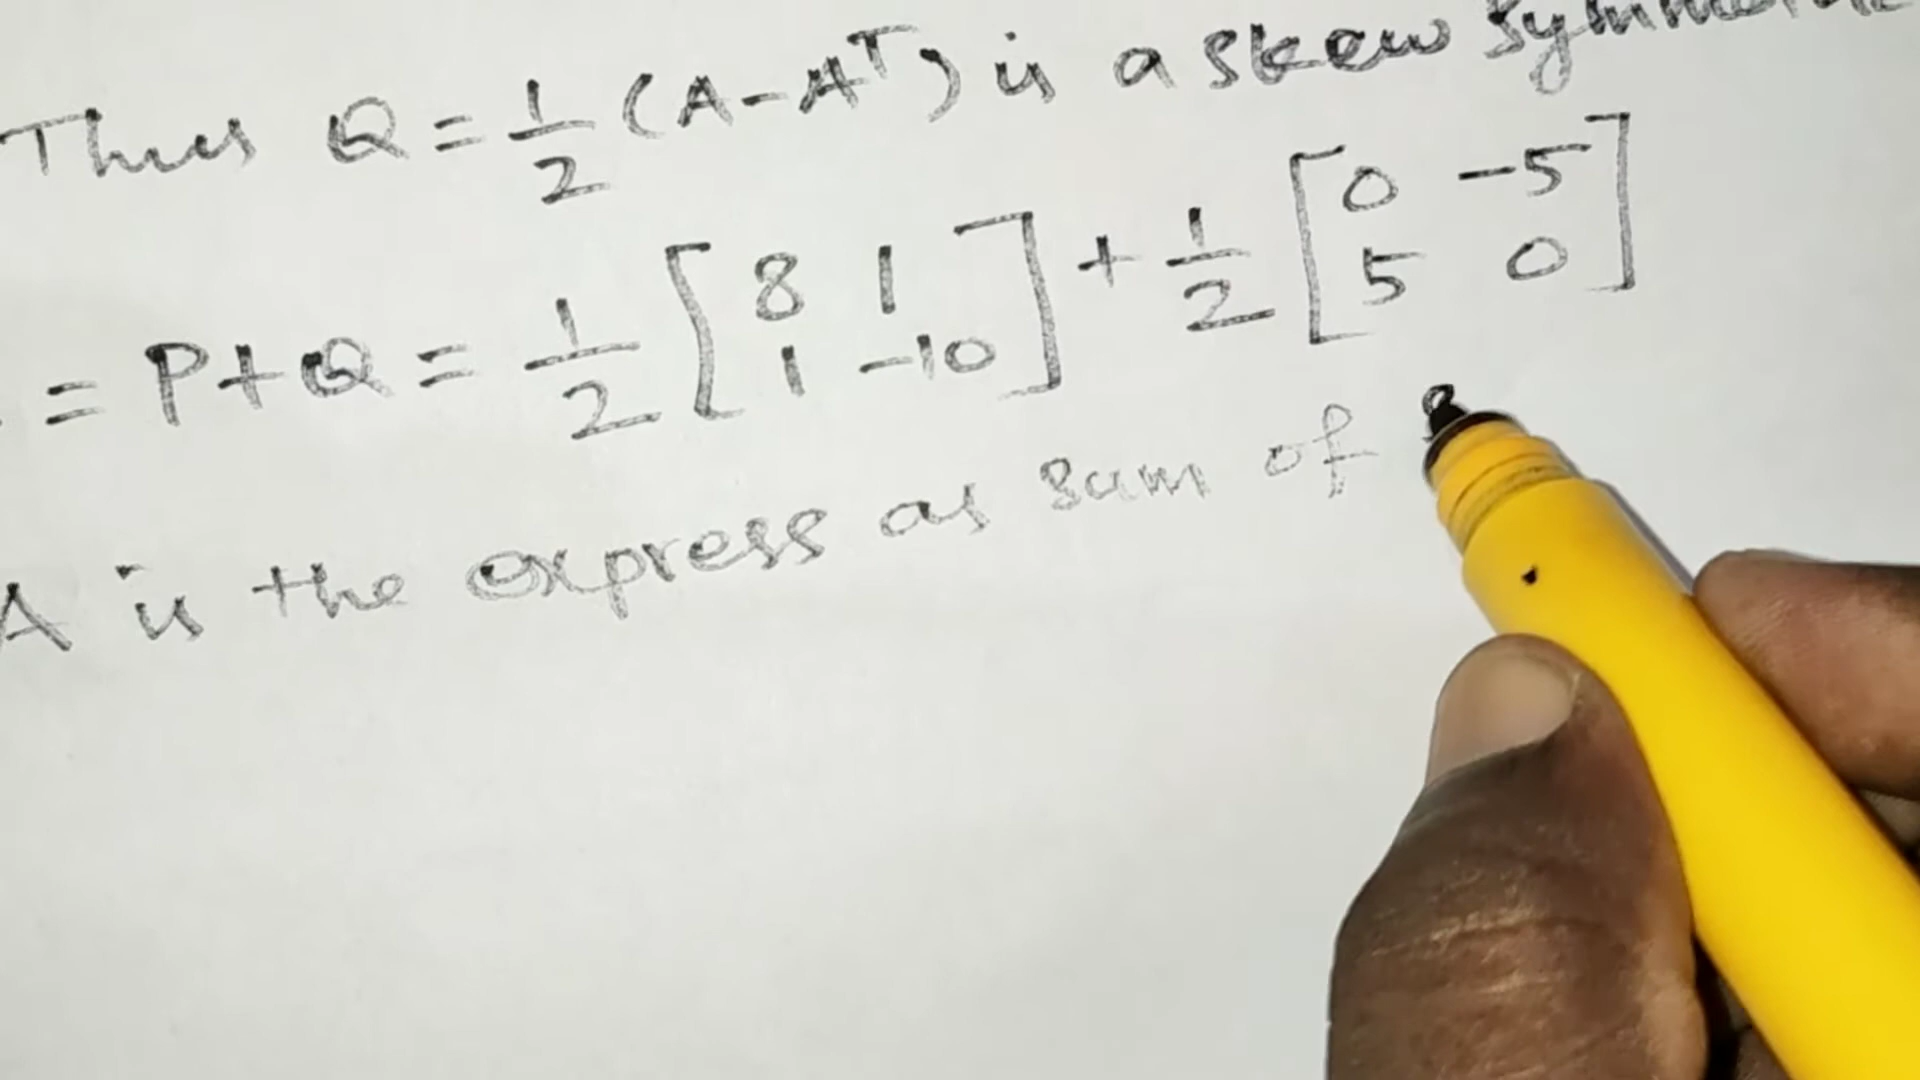 Thus Q = 1/2 (A - A^T) is a skew symmetric
= P + Q = 1/2 [8 1; 1 -10] + 1/2 [0 -5; 5 0]
A is the express as sum of